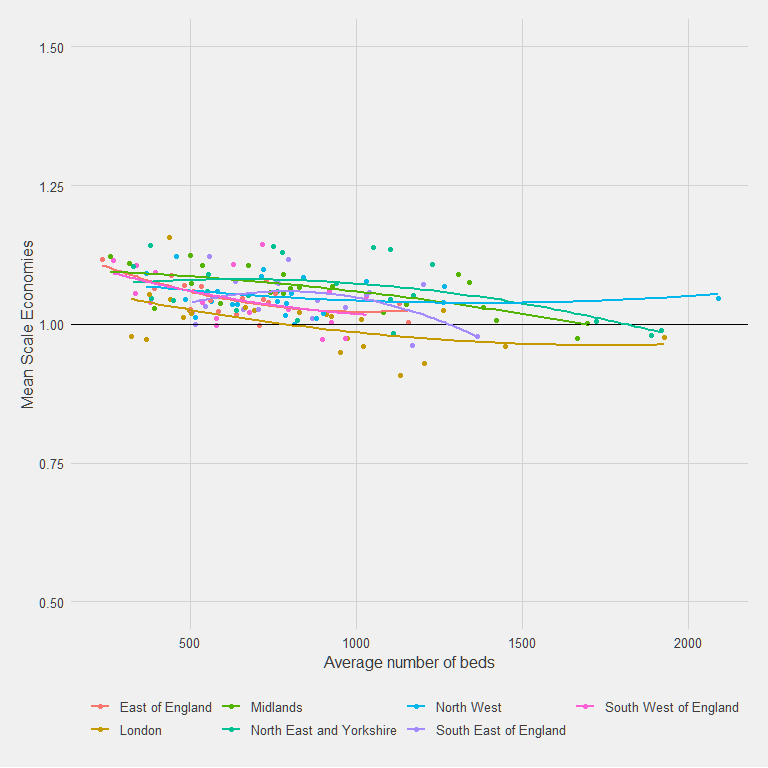 1.50
1.25
1.00
0.75
0.50
Mean Scale Economies
500 1000 1500 2000
Average number of beds
East of England Midlands North West South West of England
London North East and Yorkshire South East of England